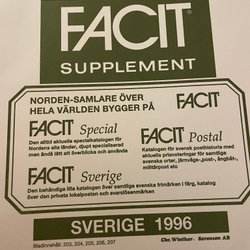 FACIT®
SUPPLEMENT
NORDEN-SAMLARE ÖVER
HELA VÄRLDEN BYGGER PÅ
FACIT
FACIT Special
Den alltid aktuella specialkatalogen för
Nordens alla länder, djupt specialiserad
men ändå lätt att överblicka och använda
FACIT Postal
Katalogen för svensk posthistoria med
aktuella prisnoteringar för samtliga
svenska orter, järnvägs-post-, ångbåt-,
militärpost etc
FACIT Sverige
Den behändiga lilla katalogen över samtliga svenska frimärken i färg, katalog
över den privata lokalposten och svarslösenmärken
SVERIGE 1996
Bladinnehåll: 203, 204, 205, 206, 207
Chr. Winther - Sørensen AB